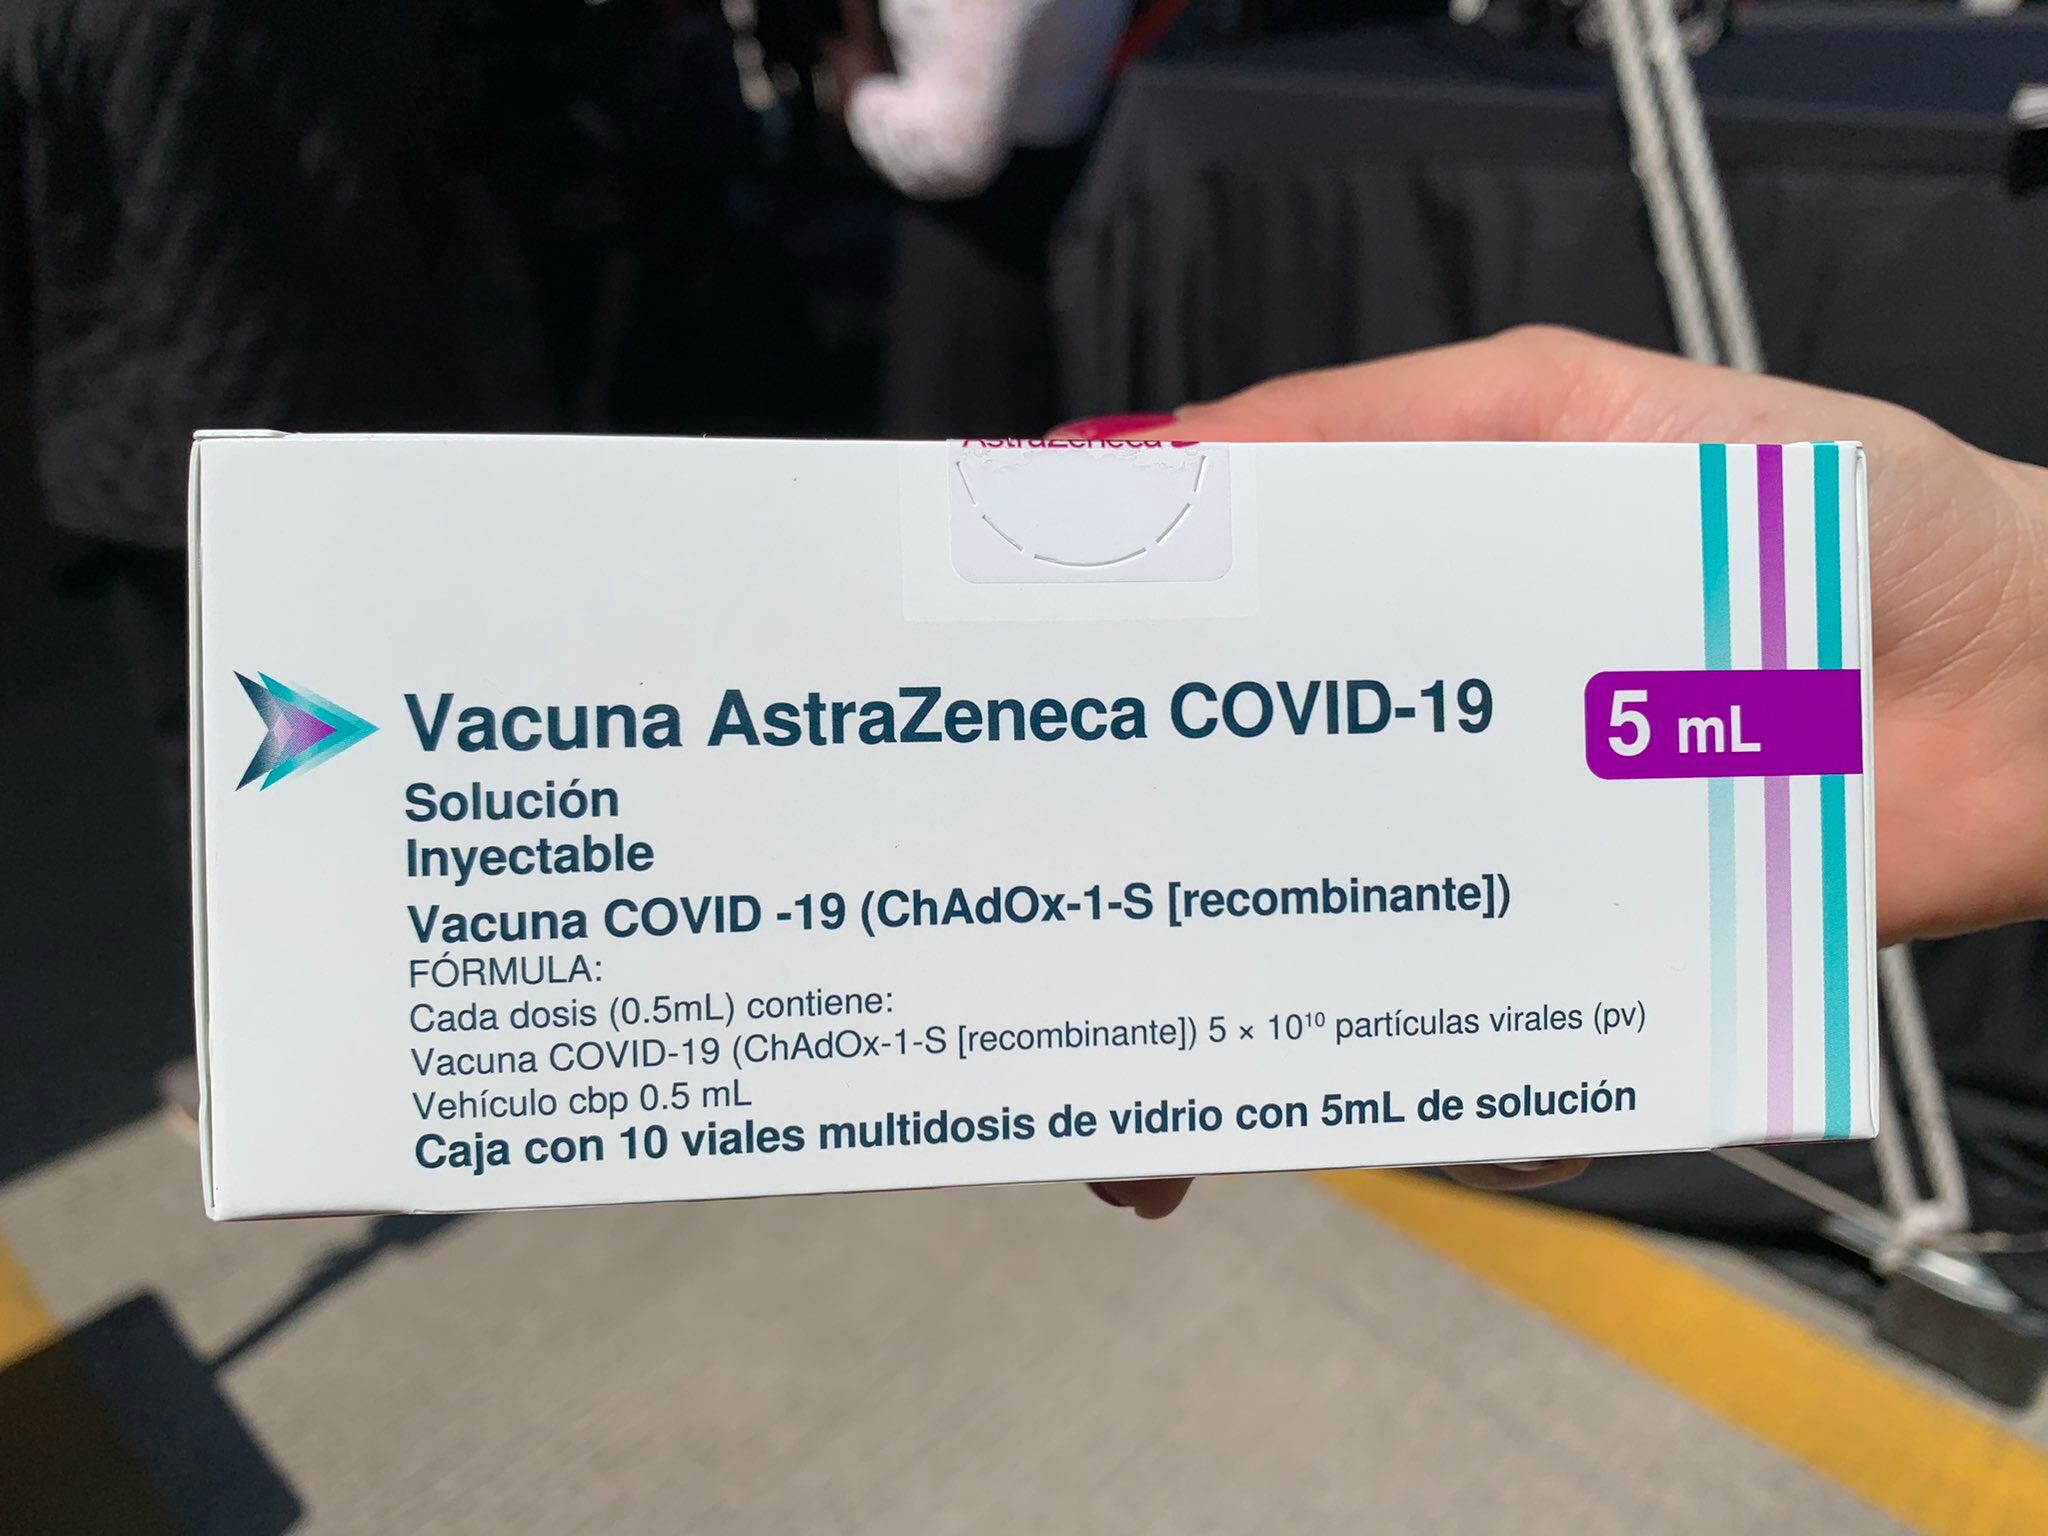 AstraZeneca
Vacuna AstraZeneca COVID-19
5 mL
Solución
Inyectable
Vacuna COVID -19 (ChAdOx-1-S [recombinante])
FÓRMULA:
Cada dosis (0.5mL) contiene:
Vacuna COVID-19 (ChAdOx-1-S [recombinante]) 5 × 10¹⁰ partículas virales (pv)
Vehículo cbp 0.5 mL
Caja con 10 viales multidosis de vidrio con 5mL de solución